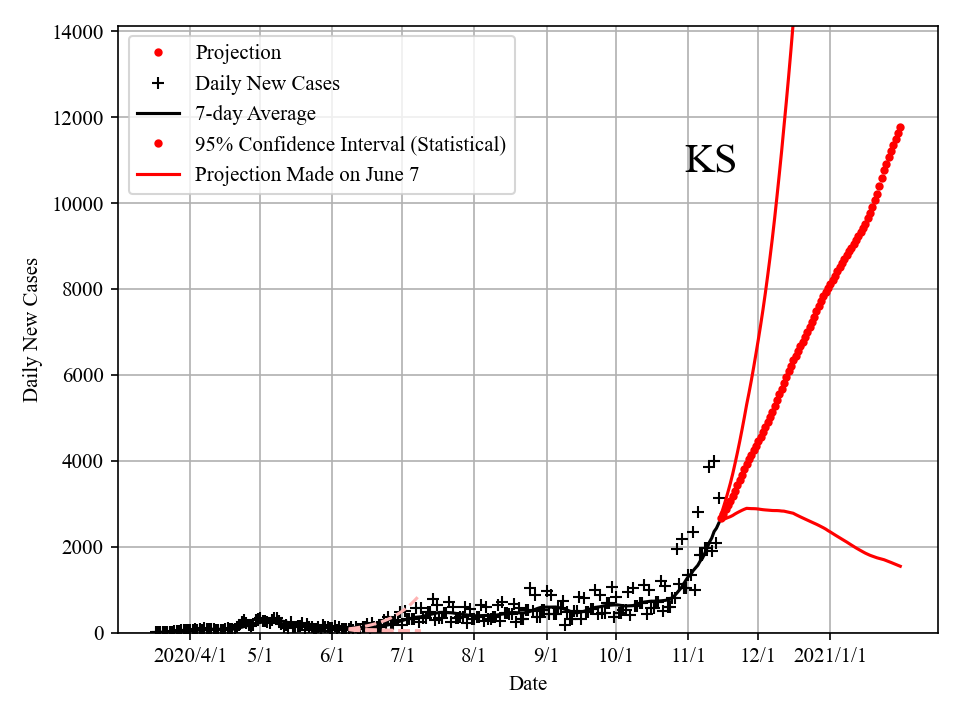 14000
12000
10000
8000
6000
4000
2000
0
Daily New Cases
Projection
Daily New Cases
7-day Average
95% Confidence Interval (Statistical)
Projection Made on June 7
KS
2020/4/1 5/1 6/1 7/1 8/1 9/1 10/1 11/1 12/1 2021/1/1
Date